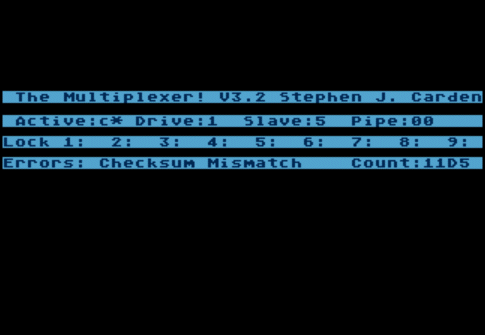 The Multiplexer! V3.2 Stephen J. Carden
Active:c* Drive:1 Slave:5 Pipe:00
Lock 1: 2: 3: 4: 5: 6: 7: 8: 9:
Errors: Checksum Mismatch Count:11D5